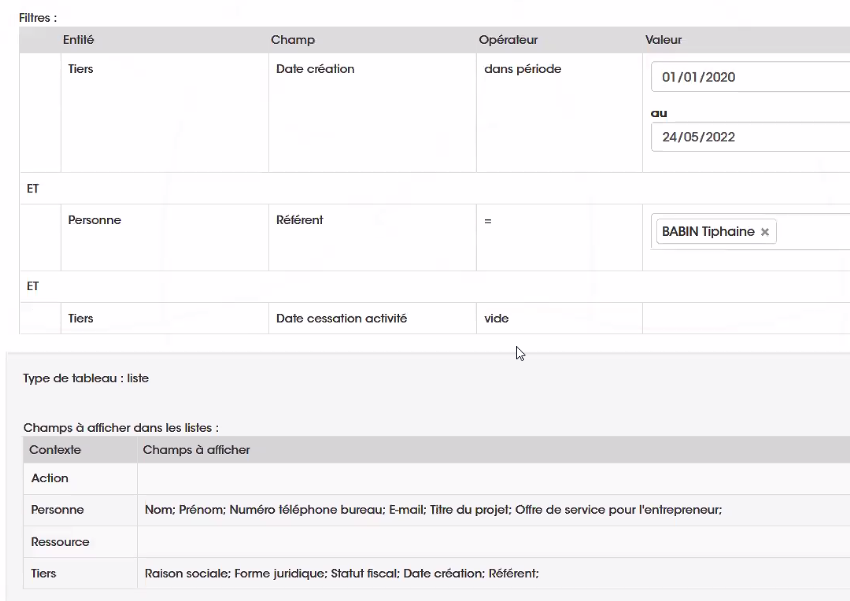 Filtres :
Entité Champ Opérateur Valeur
Tiers Date création dans période 01/01/2020
au
24/05/2022
ET
Personne Référent = BABIN Tiphaine ×
ET
Tiers Date cessation activité vide
Type de tableau : liste
Champs à afficher dans les listes :
Contexte Champs à afficher
Action
Personne Nom; Prénom; Numéro téléphone bureau; E-mail; Titre du projet; Offre de service pour l'entrepreneur;
Ressource
Tiers Raison sociale; Forme juridique; Statut fiscal; Date création; Référent;